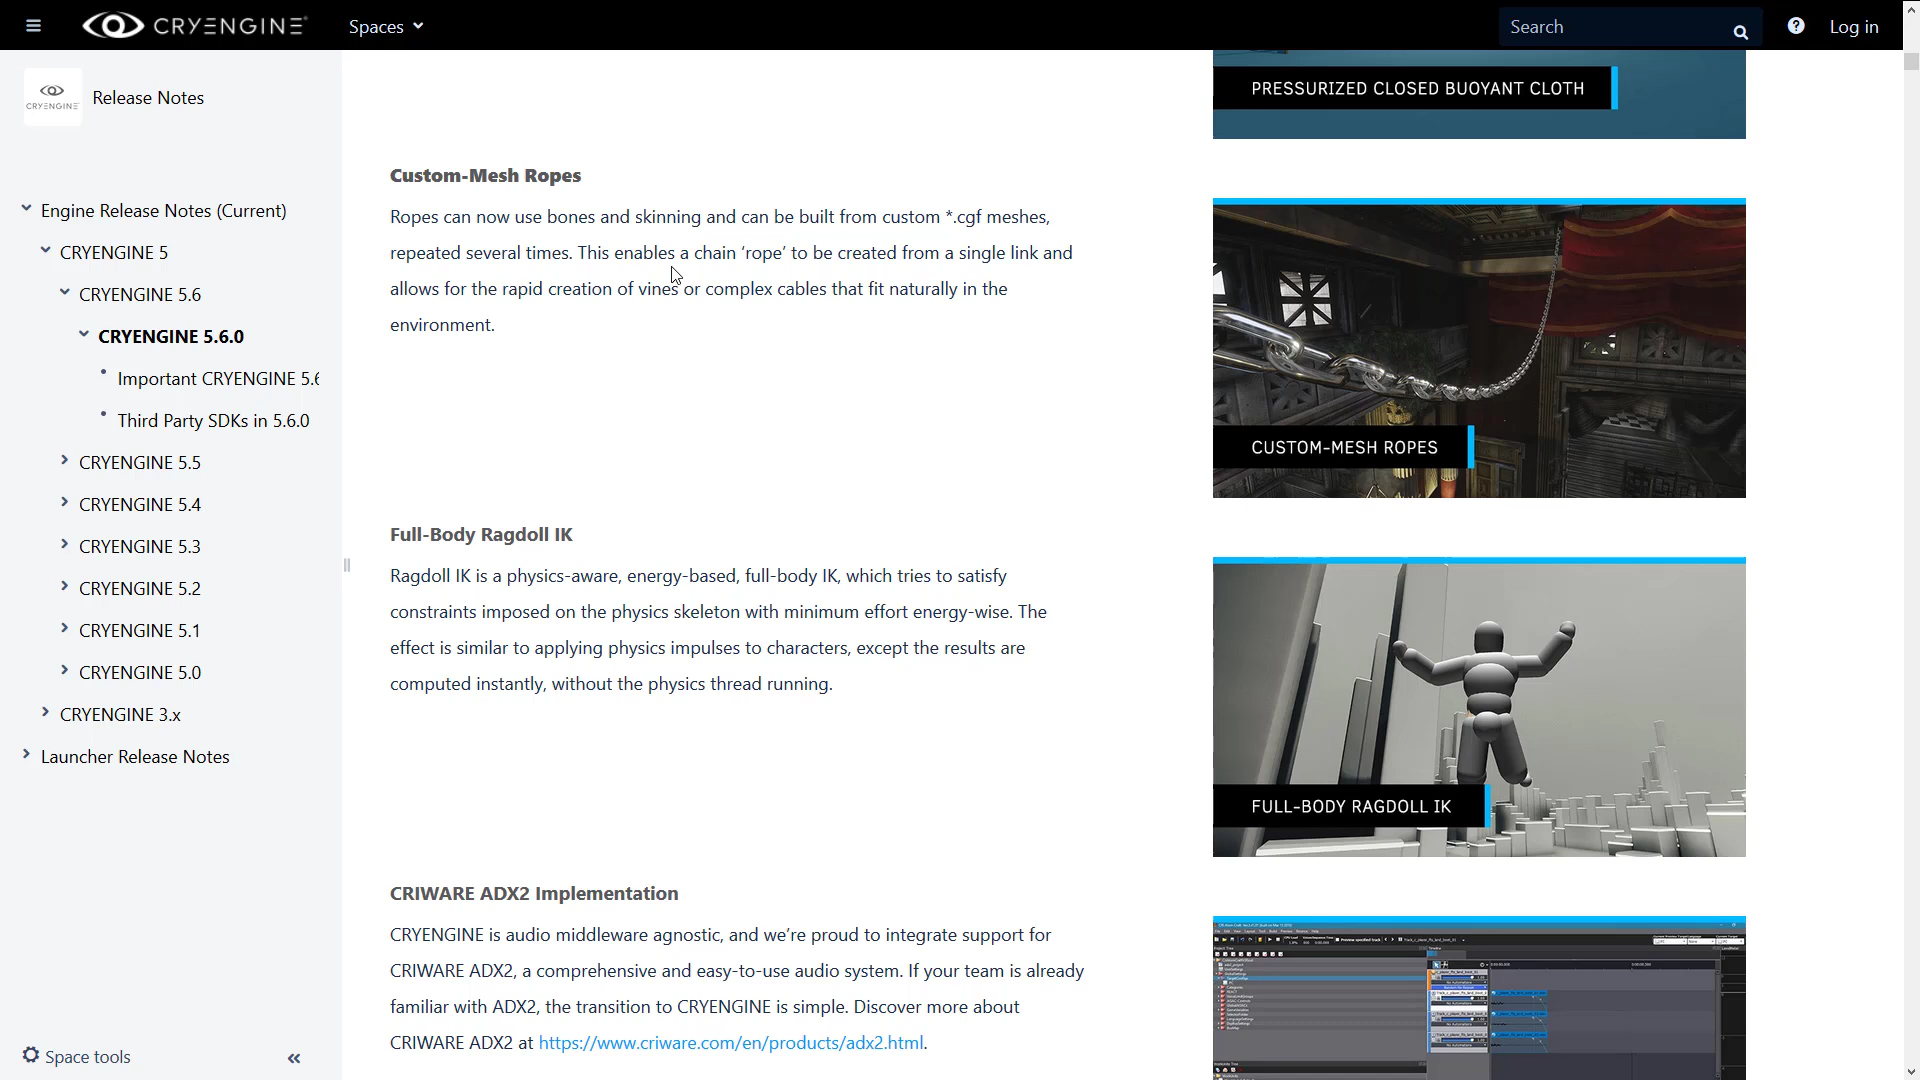 CRYENGINE
Spaces
Search
Log in
CRYENGINE
Release Notes
Engine Release Notes (Current)
CRYENGINE 5
CRYENGINE 5.6
CRYENGINE 5.6.0
Important CRYENGINE 5.6
Third Party SDKs in 5.6.0
CRYENGINE 5.5
CRYENGINE 5.4
CRYENGINE 5.3
CRYENGINE 5.2
CRYENGINE 5.1
CRYENGINE 5.0
CRYENGINE 3.x
Launcher Release Notes
Space tools
PRESSURIZED CLOSED BUOYANT CLOTH
Custom-Mesh Ropes
Ropes can now use bones and skinning and can be built from custom *.cgf meshes,
repeated several times. This enables a chain ‘rope’ to be created from a single link and
allows for the rapid creation of vines or complex cables that fit naturally in the
environment.
CUSTOM-MESH ROPES
Full-Body Ragdoll IK
Ragdoll IK is a physics-aware, energy-based, full-body IK, which tries to satisfy
constraints imposed on the physics skeleton with minimum effort energy-wise. The
effect is similar to applying physics impulses to characters, except the results are
computed instantly, without the physics thread running.
FULL-BODY RAGDOLL IK
CRIWARE ADX2 Implementation
CRYENGINE is audio middleware agnostic, and we’re proud to integrate support for
CRIWARE ADX2, a comprehensive and easy-to-use audio system. If your team is already
familiar with ADX2, the transition to CRYENGINE is simple. Discover more about
CRIWARE ADX2 at https://www.criware.com/en/products/adx2.html.